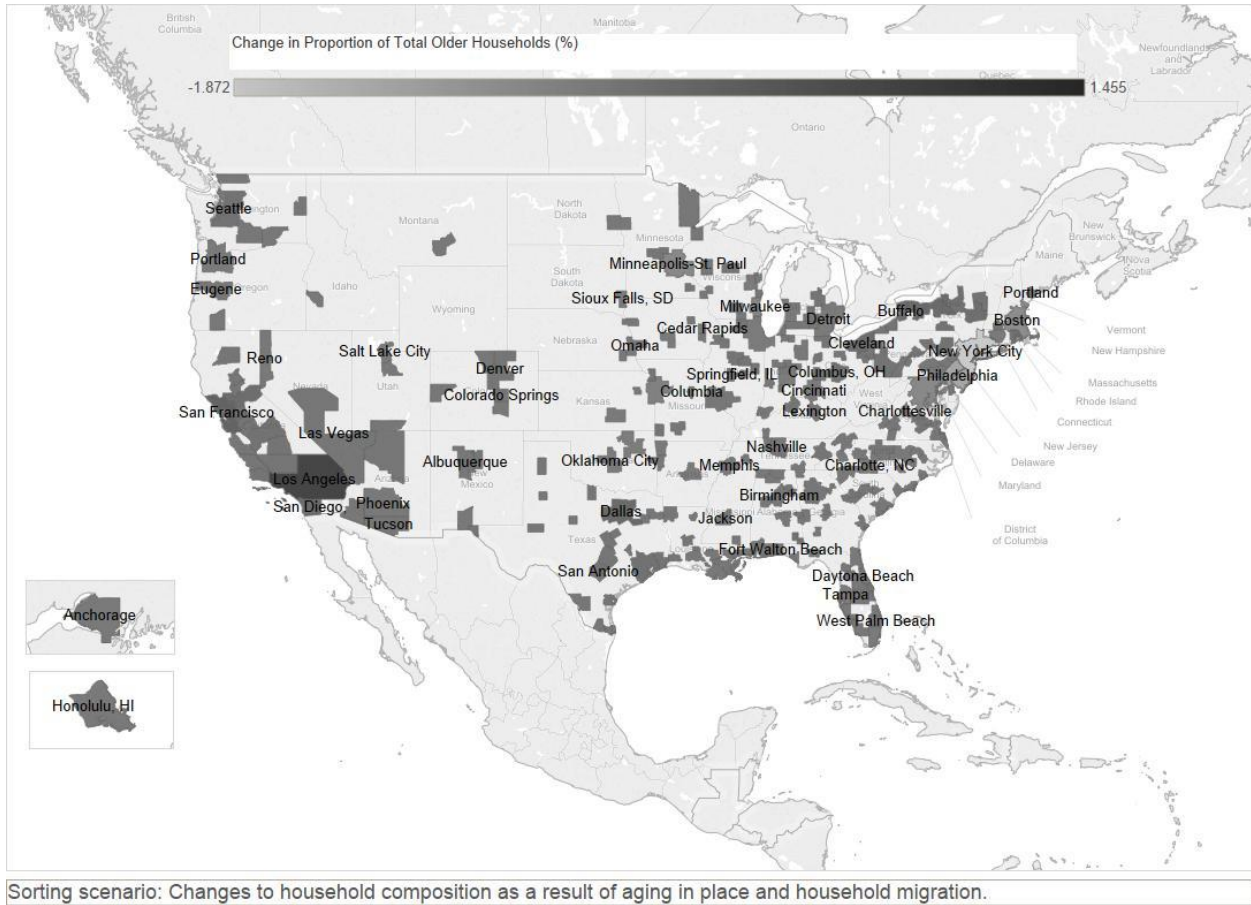 British
Columbia
Manitoba
Change in Proportion of Total Older Households (%)
Newfoundland
and
Labrador
Quebec
-1.872
1.455
Ontario
Seattle
North
Dakota
Montana
Minnesota
New
Brunswick
Maine
Nova
Scotia
Portland
Minneapolis-St. Paul
Wisconsin
South
Dakota
Idaho
Eugene
Oregon
Sioux Falls, SD
Wyoming
Milwaukee
Detroit
Buffalo
Portland
Boston
Vermont
Cedar Rapids
Cleveland
New Hampshire
Reno
Salt Lake City
Nebraska
Omaha
New York City
Denver
Springfield, IL
Columbus, OH
Philadelphia
Massachusetts
Nevada
Utah
Colorado Springs
Columbia
Cincinnati
West
Rhode Island
Kansas
Missouri
San Francisco
Lexington
Charlottesville
Connecticut
Las Vegas
New Jersey
Nashville
Albuquerque
Oklahoma City
Memphis
Charlotte, NC
Delaware
Los Angeles
Arizona
New
Mexico
Maryland
San Diego
Phoenix
Birmingham
Tucson
Dallas
Jackson
Mississippi
Alabama
Georgia
District
of Columbia
Texas
Fort Walton Beach
San Antonio
Daytona Beach
Tampa
West Palm Beach
Anchorage
Honolulu, HI
Sorting scenario: Changes to household composition as a result of aging in place and household migration.